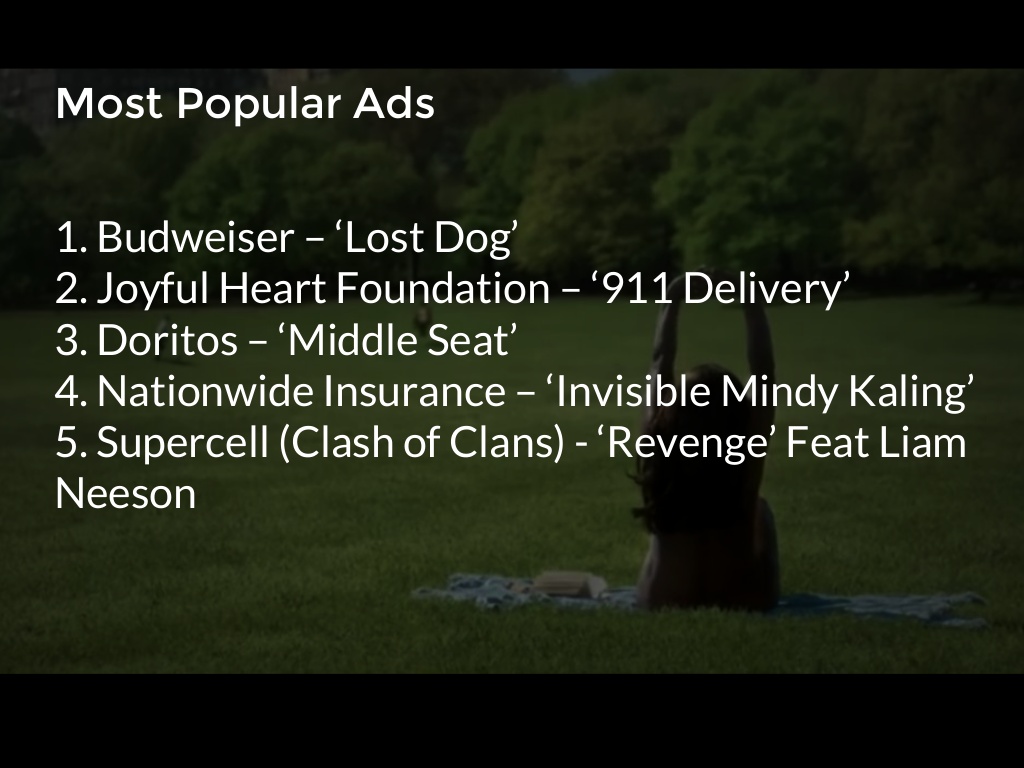 Most Popular Ads
1. Budweiser – ‘Lost Dog’
2. Joyful Heart Foundation – ‘911 Delivery’
3. Doritos – ‘Middle Seat’
4. Nationwide Insurance – ‘Invisible Mindy Kaling’
5. Supercell (Clash of Clans) - ‘Revenge’ Feat Liam
Neeson